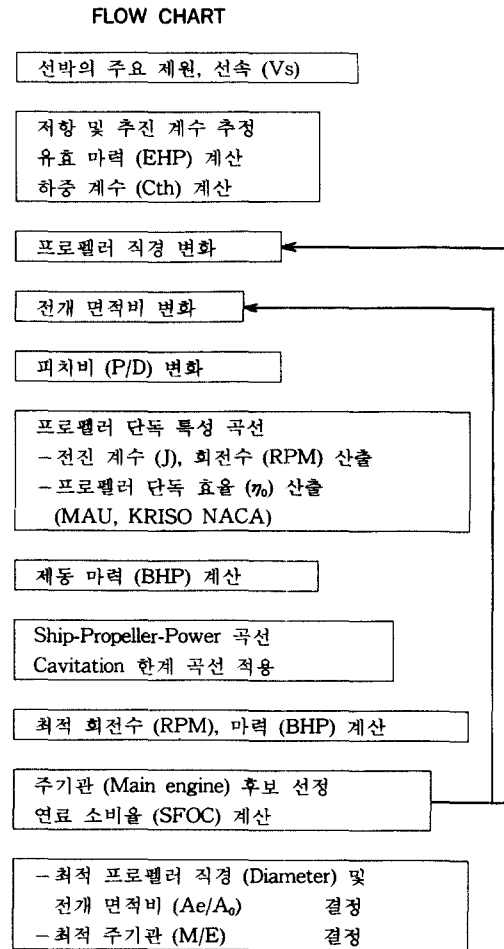 FLOW CHART
선박의 주요 제원, 선속 (Vs)
저항 및 추진 계수 추정
유효 마력 (EHP) 계산
하중 계수 (Cth) 계산
프로펠러 직경 변화
전개 면적비 변화
피치비 (P/D) 변화
프로펠러 단독 특성 곡선
-전진 계수 (J), 회전수 (RPM) 산출
-프로펠러 단독 효율 (η₀) 산출
(MAU, KRISO NACA)
제동 마력 (BHP) 계산
Ship-Propeller-Power 곡선
Cavitation 한계 곡선 적용
최적 회전수 (RPM), 마력 (BHP) 계산
주기관 (Main engine) 후보 선정
연료 소비율 (SFOC) 계산
-최적 프로펠러 직경 (Diameter) 및
전개 면적비 (Ae/A₀) 결정
-최적 주기관 (M/E) 결정